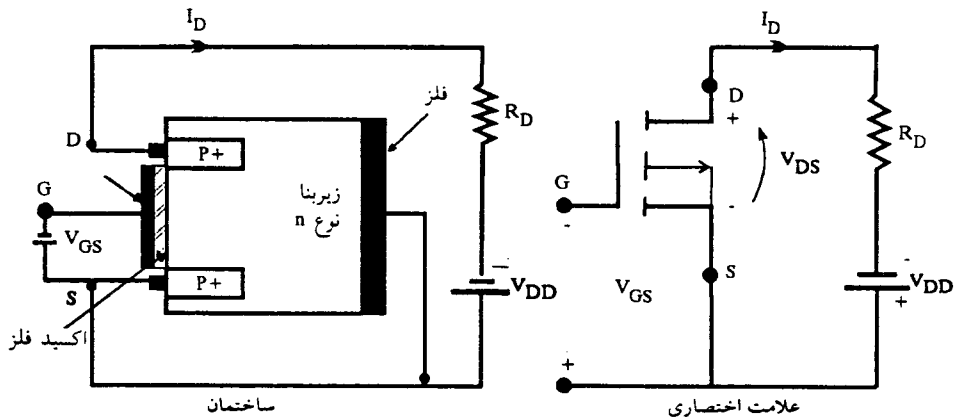 I_D
D
P+
فلز
R_D
G
V_GS
زیربنا
نوع n
S
P+
اکسید فلز
−
V_DD
ساختمان
I_D
D
+
R_D
V_DS
G
-
-
S
V_GS
-
V_DD
+
+
علامت اختصاری